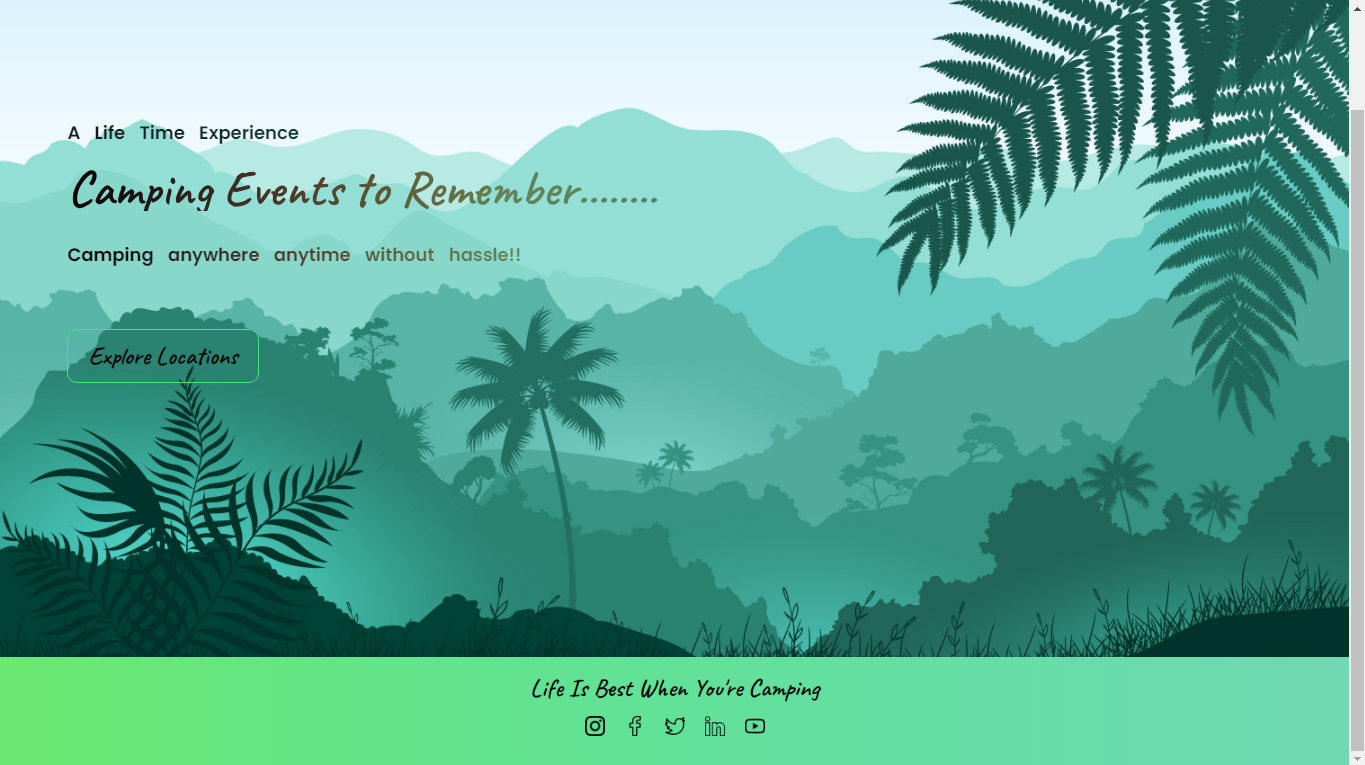 A Life Time Experience
Camping Events to Remember........
Camping anywhere anytime without hassle!!
Explore Locations
Life Is Best When You're Camping